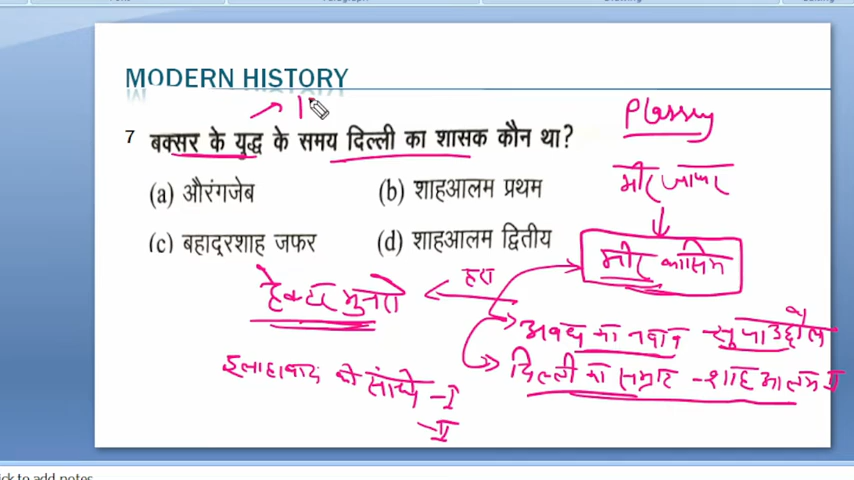 MODERN HISTORY
7 बक्सर के युद्ध के समय दिल्ली का शासक कौन था?
(a) औरंगजेब
(b) शाहआलम प्रथम
(c) बहादुरशाह जफर
(d) शाहआलम द्वितीय
Plassey
मीर जाफर
मीर कासिम
हरा
हेक्टर मुनरो
अवध का नवाब - सुजाउद्दौला
दिल्ली का सम्राट - शाह आलम II
इलाहाबाद की संधि - I
- II